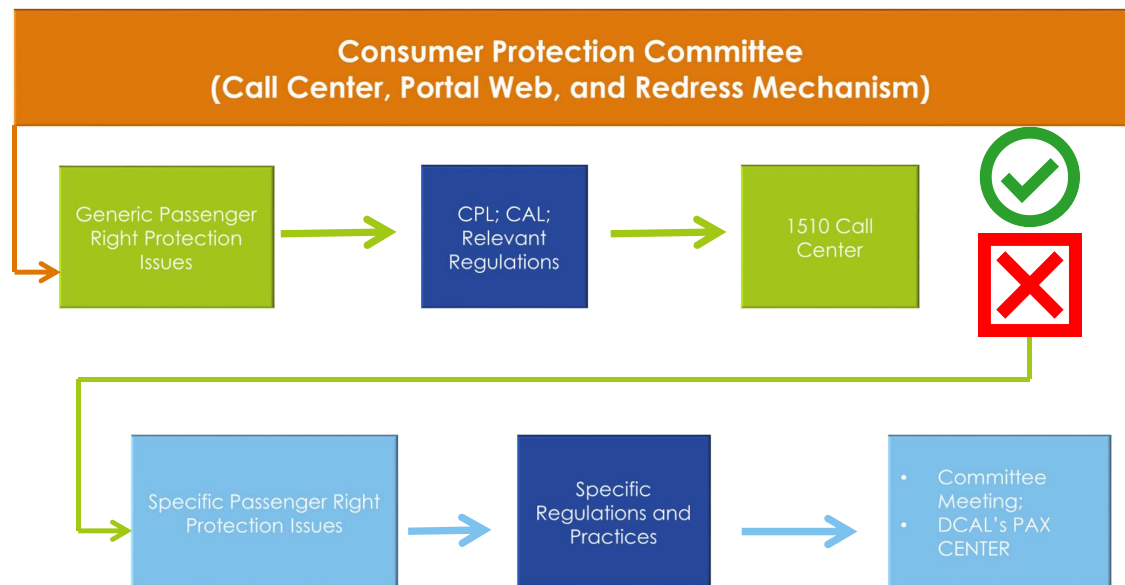 Consumer Protection Committee
(Call Center, Portal Web, and Redress Mechanism)
Generic Passenger
Right Protection
Issues
CPL; CAL;
Relevant
Regulations
1510 Call
Center
Specific Passenger Right
Protection Issues
Specific
Regulations and
Practices
• Committee
Meeting;
• DCAL’s PAX
CENTER